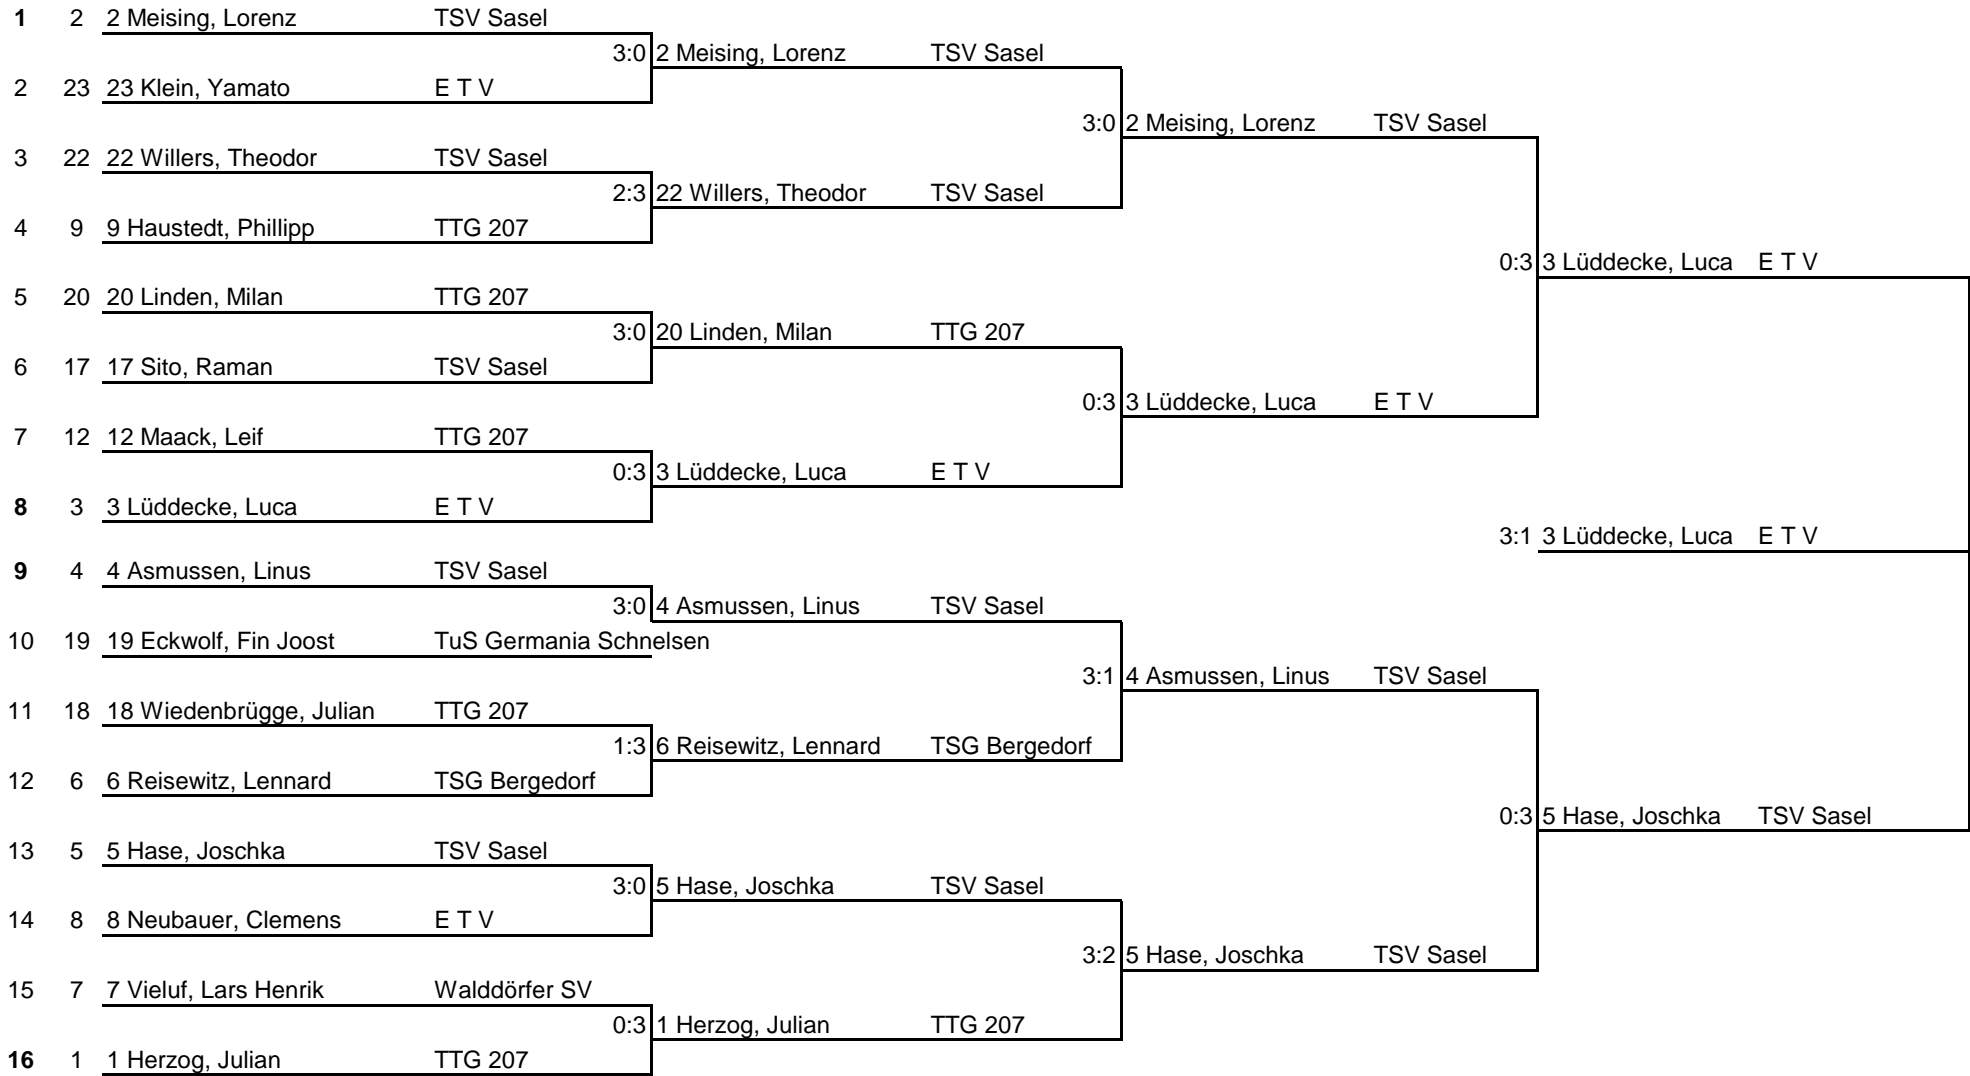 1 2 2 Meising, Lorenz TSV Sasel
3:0 2 Meising, Lorenz TSV Sasel
2 23 23 Klein, Yamato E T V
3:0 2 Meising, Lorenz TSV Sasel
3 22 22 Willers, Theodor TSV Sasel
2:3 22 Willers, Theodor TSV Sasel
4 9 9 Haustedt, Phillipp TTG 207
0:3 3 Lüddecke, Luca E T V
5 20 20 Linden, Milan TTG 207
3:0 20 Linden, Milan TTG 207
6 17 17 Sito, Raman TSV Sasel
0:3 3 Lüddecke, Luca E T V
7 12 12 Maack, Leif TTG 207
0:3 3 Lüddecke, Luca E T V
8 3 3 Lüddecke, Luca E T V
3:1 3 Lüddecke, Luca E T V
9 4 4 Asmussen, Linus TSV Sasel
3:0 4 Asmussen, Linus TSV Sasel
10 19 19 Eckwolf, Fin Joost TuS Germania Schnelsen
3:1 4 Asmussen, Linus TSV Sasel
11 18 18 Wiedenbrügge, Julian TTG 207
1:3 6 Reisewitz, Lennard TSG Bergedorf
12 6 6 Reisewitz, Lennard TSG Bergedorf
0:3 5 Hase, Joschka TSV Sasel
13 5 5 Hase, Joschka TSV Sasel
3:0 5 Hase, Joschka TSV Sasel
14 8 8 Neubauer, Clemens E T V
3:2 5 Hase, Joschka TSV Sasel
15 7 7 Vieluf, Lars Henrik Walddörfer SV
0:3 1 Herzog, Julian TTG 207
16 1 1 Herzog, Julian TTG 207